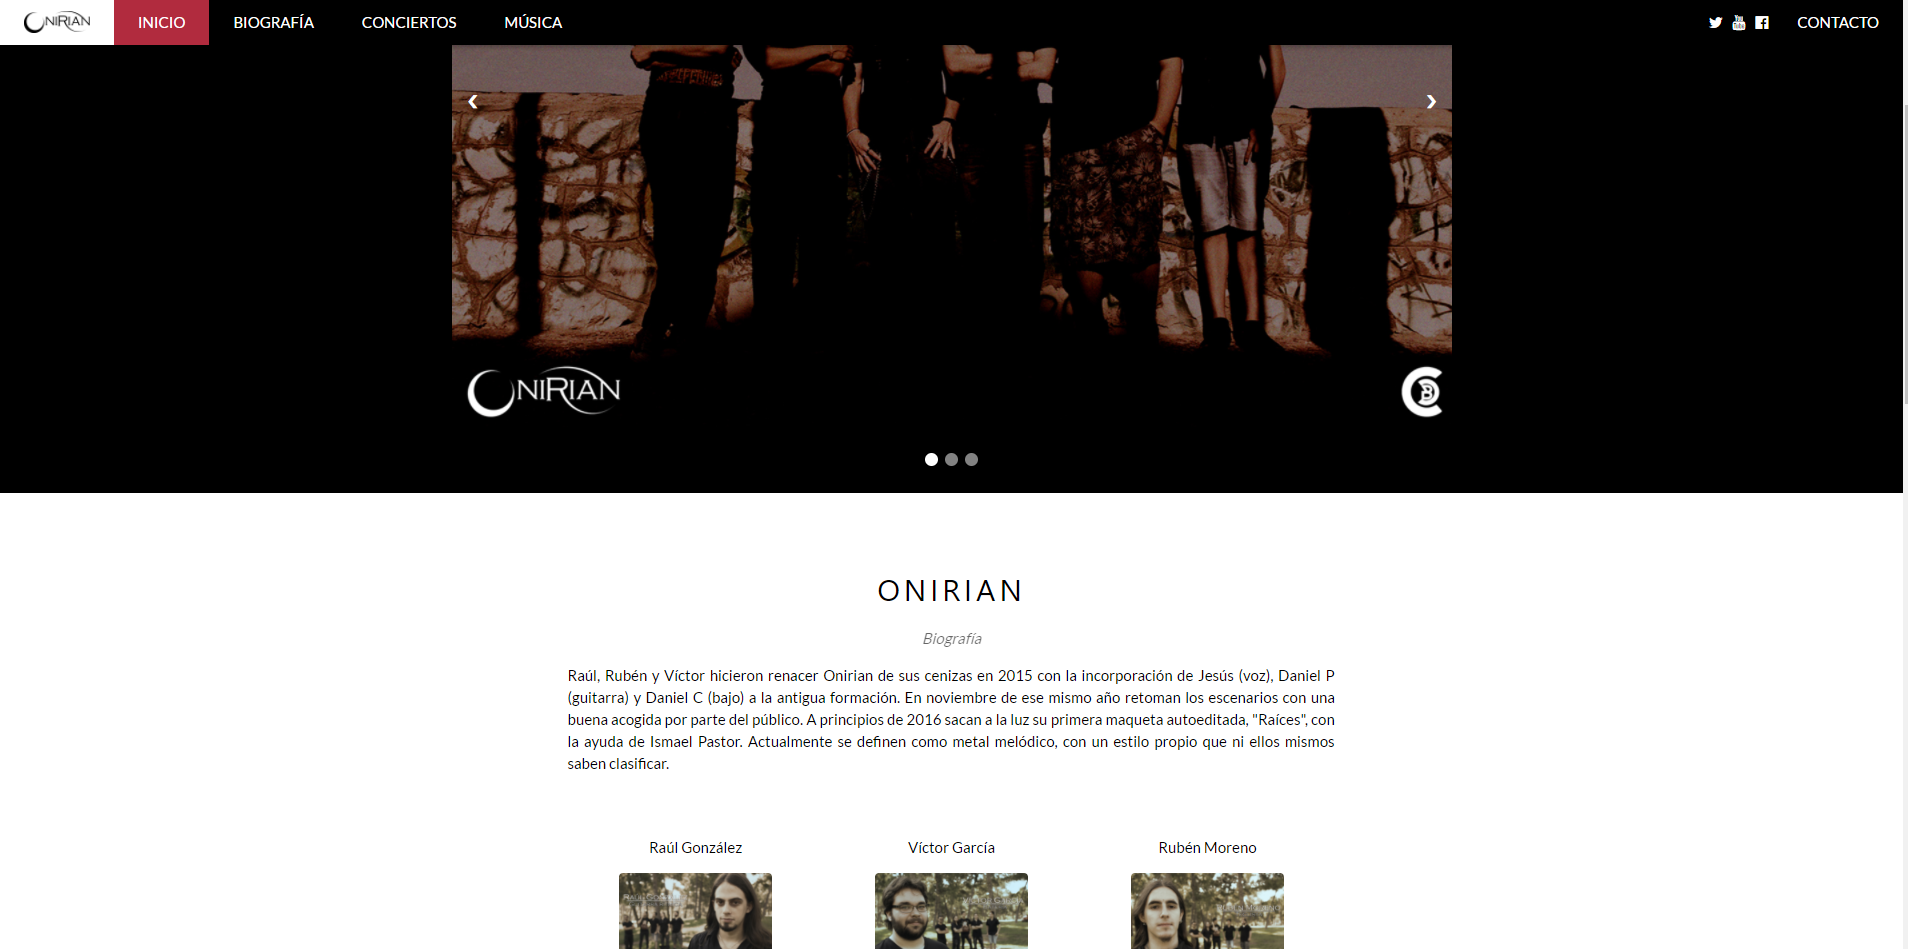 ONIRIAN INICIO BIOGRAFÍA CONCIERTOS MÚSICA CONTACTO
ONIRIAN
ONIRIAN
Biografía
Raúl, Rubén y Víctor hicieron renacer Onirian de sus cenizas en 2015 con la incorporación de Jesús (voz), Daniel P
(guitarra) y Daniel C (bajo) a la antigua formación. En noviembre de ese mismo año retoman los escenarios con una
buena acogida por parte del público. A principios de 2016 sacan a la luz su primera maqueta autoeditada, "Raíces", con
la ayuda de Ismael Pastor. Actualmente se definen como metal melódico, con un estilo propio que ni ellos mismos
saben clasificar.
Raúl González Víctor García Rubén Moreno